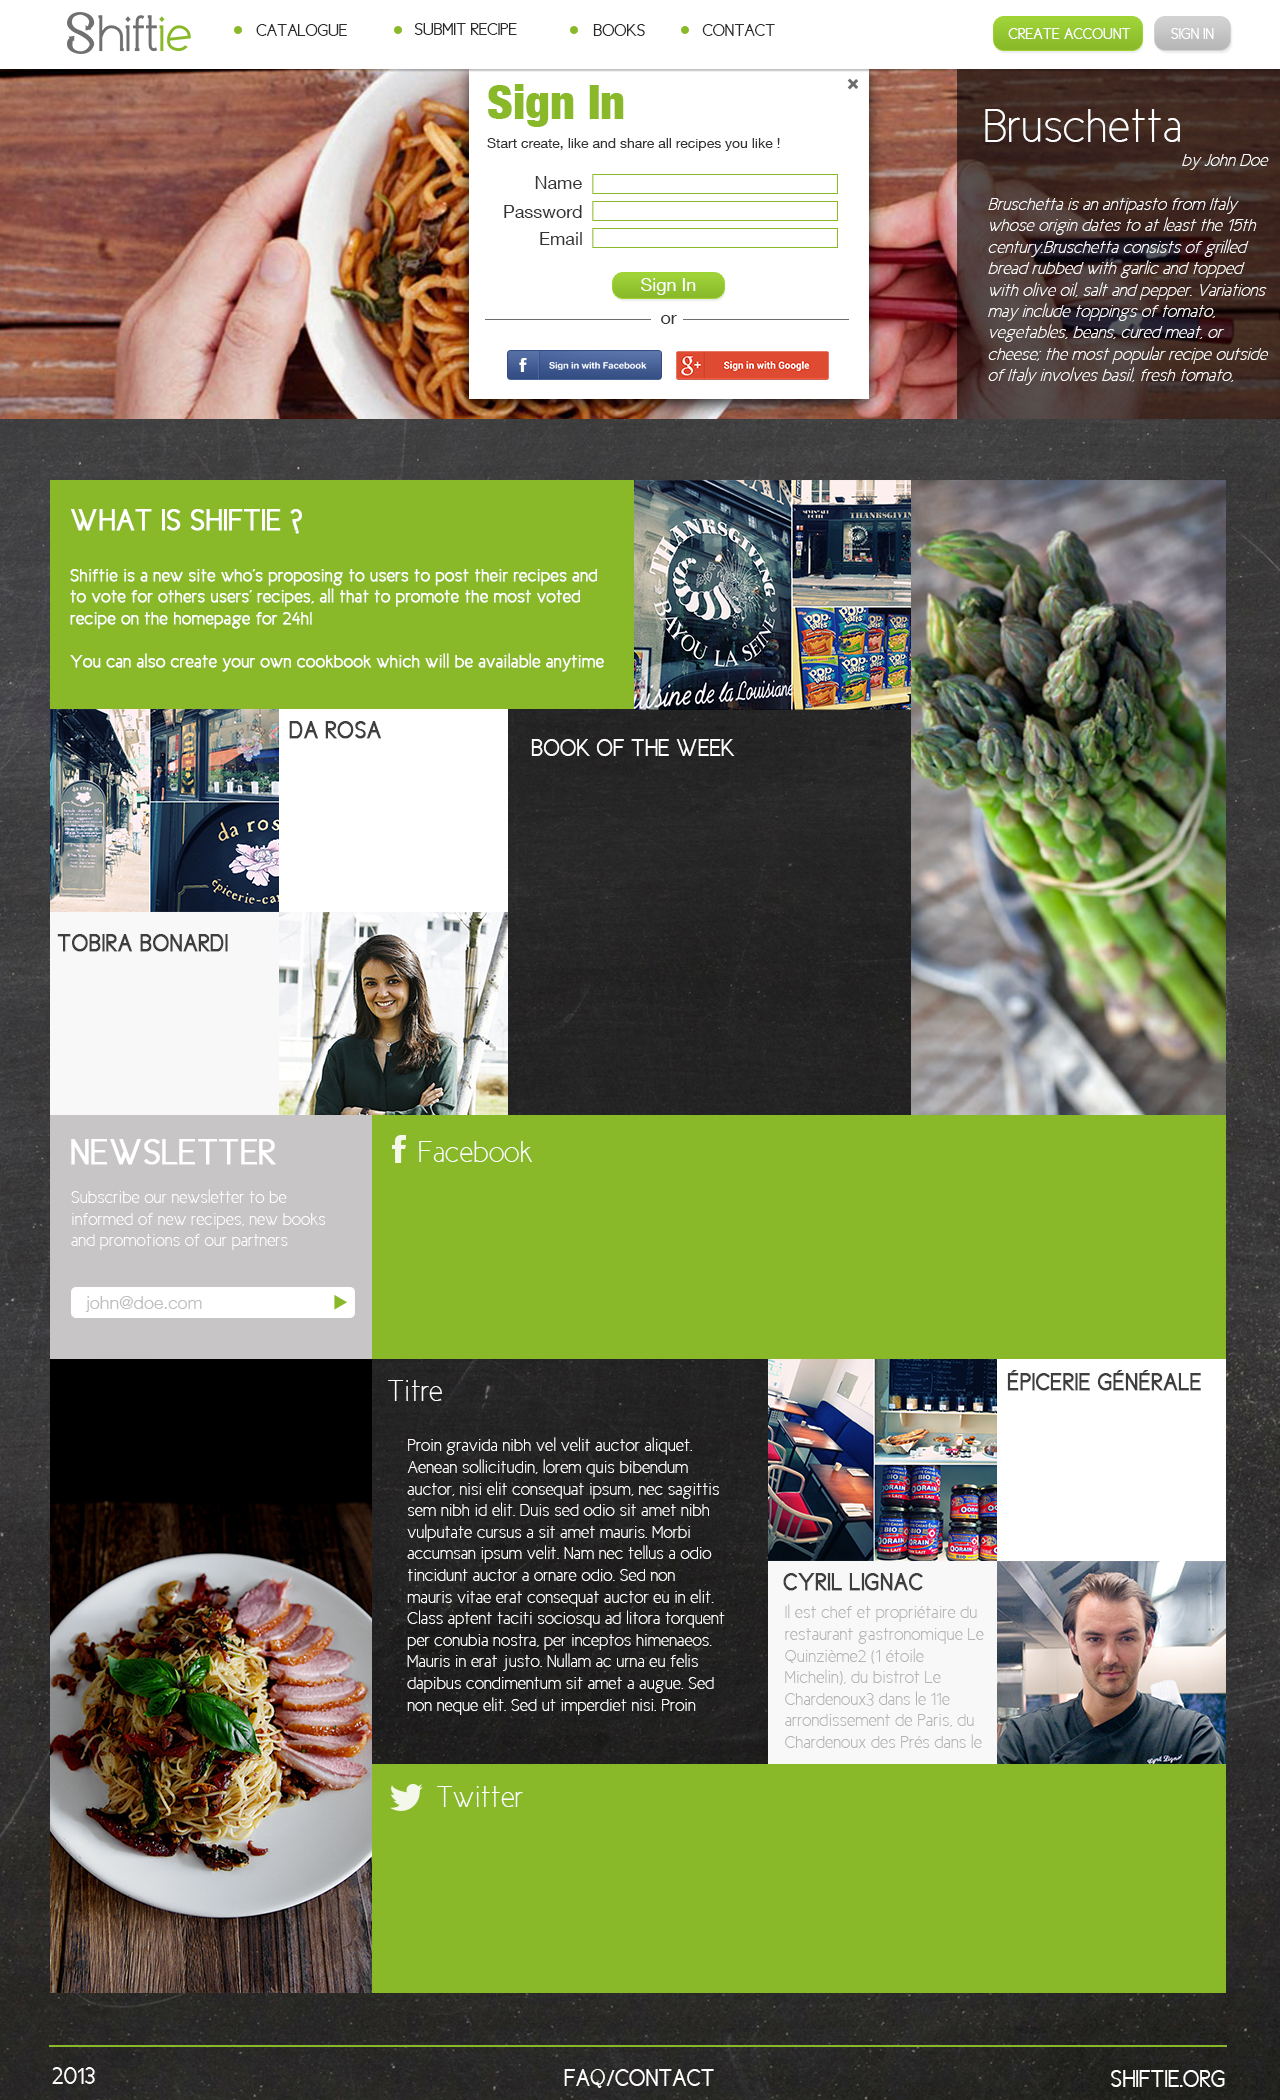 Shiftie
CATALOGUE
SUBMIT RECIPE
BOOKS
CONTACT
CREATE ACCOUNT
SIGN IN
Sign In
Start create, like and share all recipes you like !
Name
Password
Email
Sign In
or
f Sign in with Facebook
g+ Sign in with Google
Bruschetta
by John Doe
Bruschetta is an antipasto from Italy
whose origin dates to at least the 15th
century.Bruschetta consists of grilled
bread rubbed with garlic and topped
with olive oil, salt and pepper. Variations
may include toppings of tomato,
vegetables, beans, cured meat, or
cheese; the most popular recipe outside
of Italy involves basil, fresh tomato,
WHAT IS SHIFTIE ?
Shiftie is a new site who's proposing to users to post their recipes and
to vote for others users' recipes, all that to promote the most voted
recipe on the homepage for 24h!
You can also create your own cookbook which will be available anytime
THANKSGIVING
BAYOU LA SEINE
uisine de la Louisiane
THANKSGIVIN
POP tarts
da rosa
DA ROSA
da ros
épicerie-ca
BOOK OF THE WEEK
TOBIRA BONARDI
NEWSLETTER
Subscribe our newsletter to be
informed of new recipes, new books
and promotions of our partners
john@doe.com
f Facebook
Titre
Proin gravida nibh vel velit auctor aliquet.
Aenean sollicitudin, lorem quis bibendum
auctor, nisi elit consequat ipsum, nec sagittis
sem nibh id elit. Duis sed odio sit amet nibh
vulputate cursus a sit amet mauris. Morbi
accumsan ipsum velit. Nam nec tellus a odio
tincidunt auctor a ornare odio. Sed non
mauris vitae erat consequat auctor eu in elit.
Class aptent taciti sociosqu ad litora torquent
per conubia nostra, per inceptos himenaeos.
Mauris in erat justo. Nullam ac urna eu felis
dapibus condimentum sit amet a augue. Sed
non neque elit. Sed ut imperdiet nisi. Proin
BIO
ÉPICERIE GÉNÉRALE
CYRIL LIGNAC
Il est chef et propriétaire du
restaurant gastronomique Le
Quinzième2 (1 étoile
Michelin), du bistrot Le
Chardenoux3 dans le 11e
arrondissement de Paris, du
Chardenoux des Prés dans le
Cyril Lignac
Twitter
2013
FAQ/CONTACT
SHIFTIE.ORG